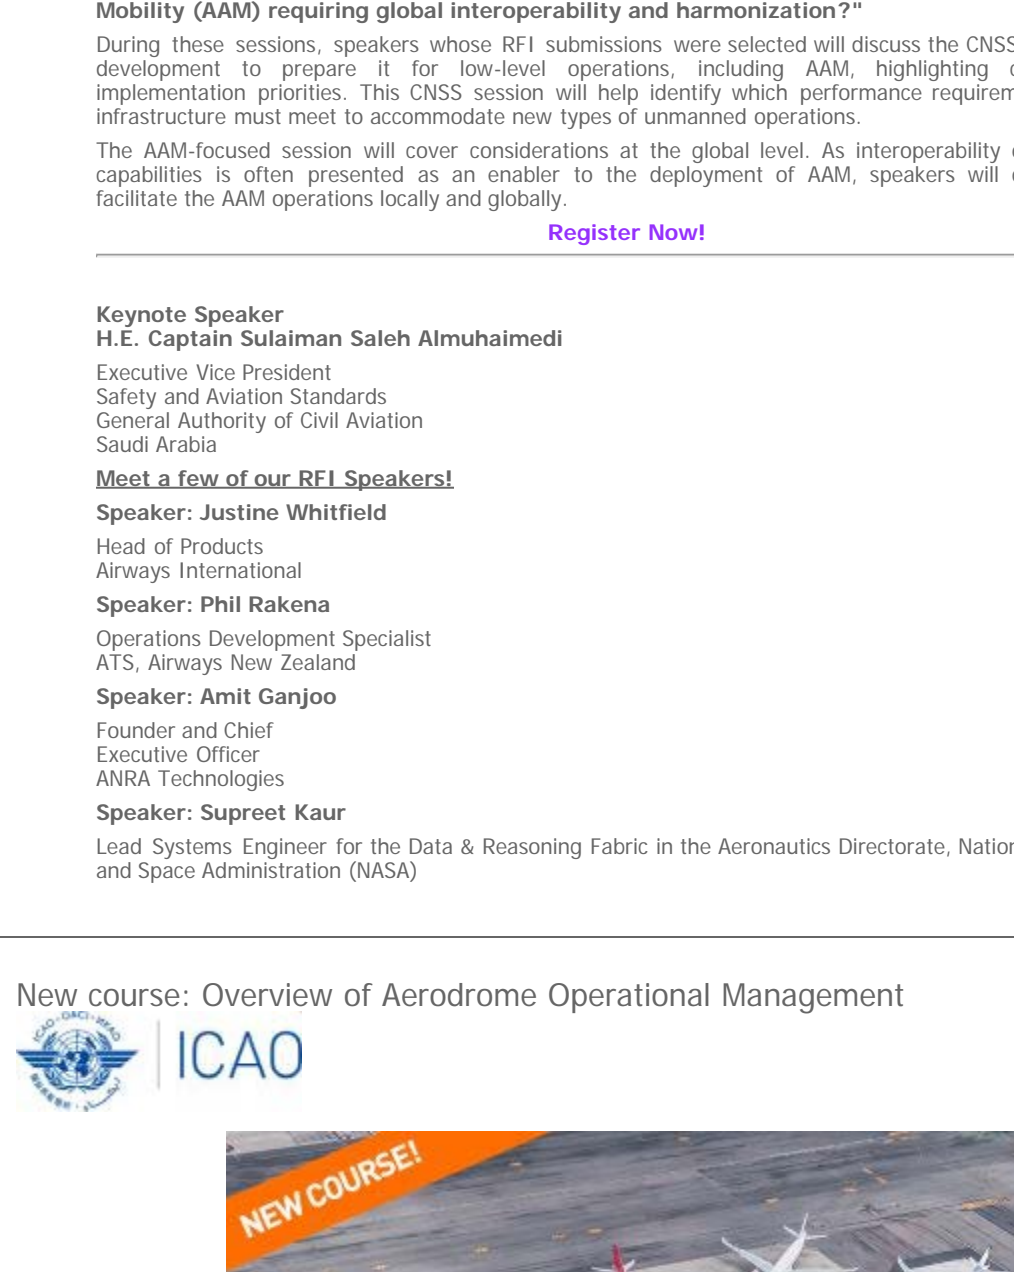 Mobility (AAM) requiring global interoperability and harmonization?"
During these sessions, speakers whose RFI submissions were selected will discuss the CNSS
development to prepare it for low-level operations, including AAM, highlighting
implementation priorities. This CNSS session will help identify which performance requirem
infrastructure must meet to accommodate new types of unmanned operations.
The AAM-focused session will cover considerations at the global level. As interoperability
capabilities is often presented as an enabler to the deployment of AAM, speakers will
facilitate the AAM operations locally and globally.
Register Now!
Keynote Speaker
H.E. Captain Sulaiman Saleh Almuhaimedi
Executive Vice President
Safety and Aviation Standards
General Authority of Civil Aviation
Saudi Arabia
Meet a few of our RFI Speakers!
Speaker: Justine Whitfield
Head of Products
Airways International
Speaker: Phil Rakena
Operations Development Specialist
ATS, Airways New Zealand
Speaker: Amit Ganjoo
Founder and Chief
Executive Officer
ANRA Technologies
Speaker: Supreet Kaur
Lead Systems Engineer for the Data & Reasoning Fabric in the Aeronautics Directorate, Nation
and Space Administration (NASA)
New course: Overview of Aerodrome Operational Management
ICAO · OACI · ИКАО
ICAO
NEW COURSE!